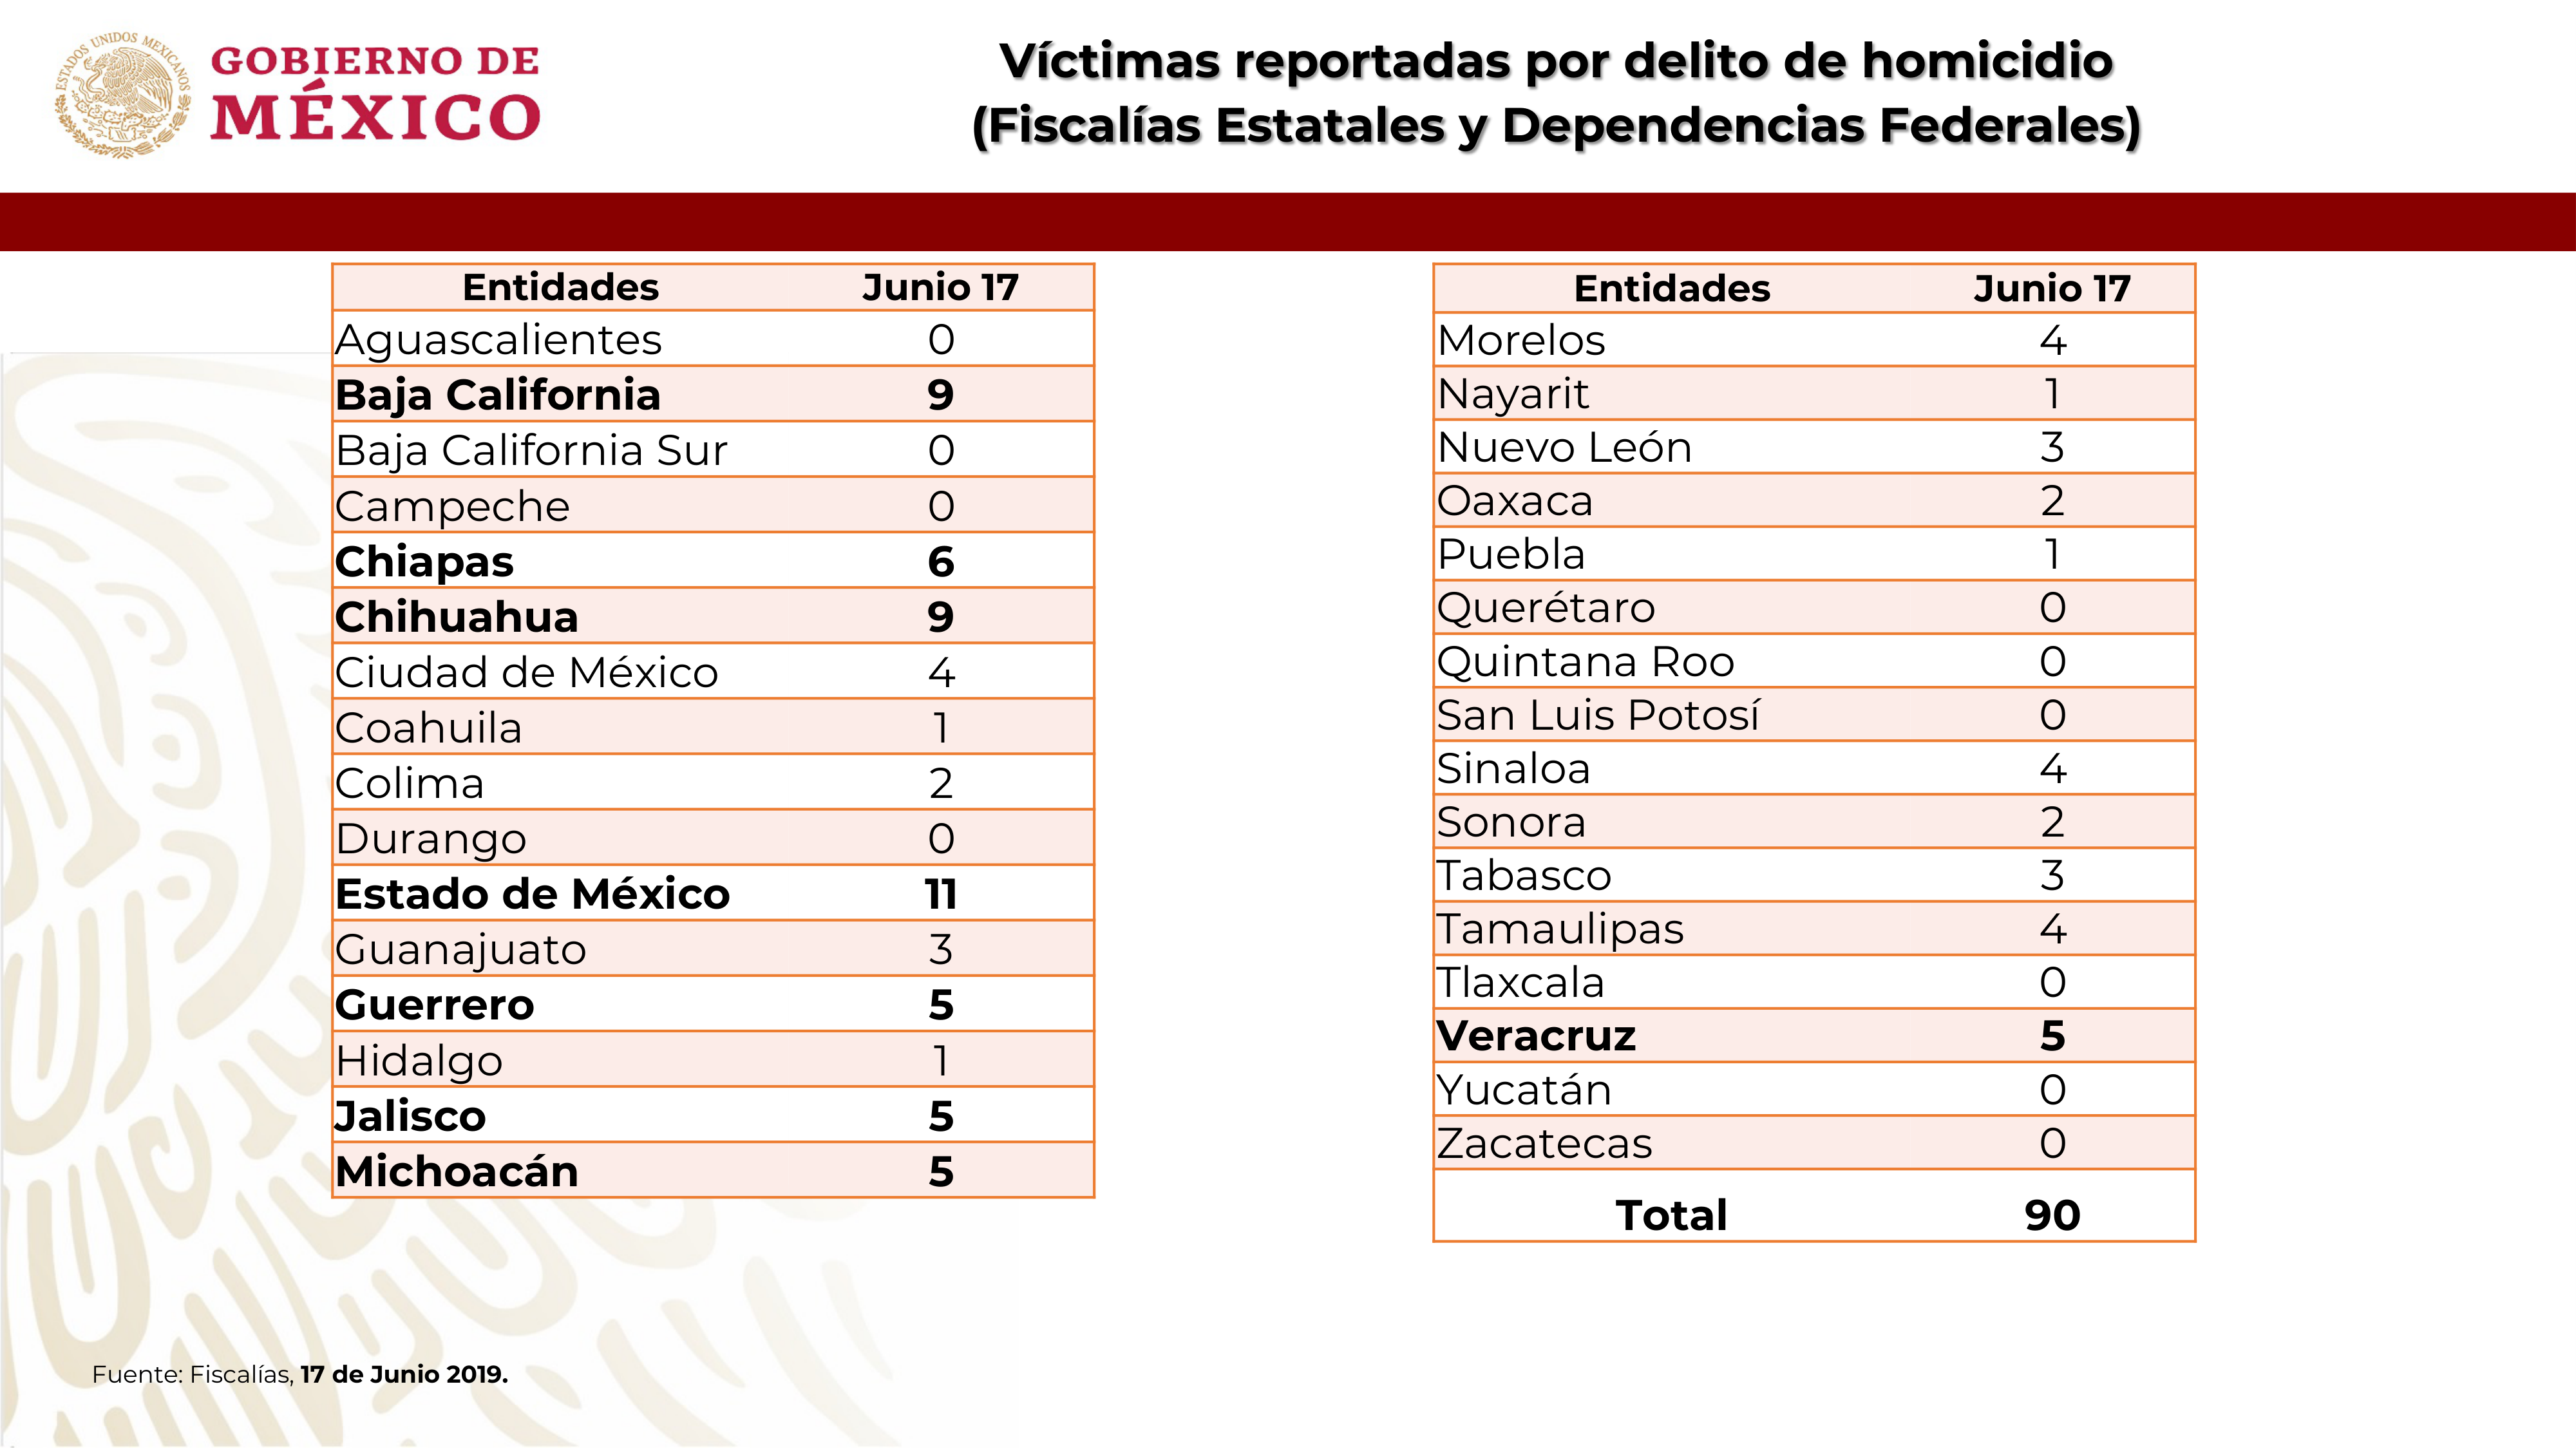 ESTADOS UNIDOS MEXICANOS
GOBIERNO DE
MÉXICO
Víctimas reportadas por delito de homicidio
(Fiscalías Estatales y Dependencias Federales)
Entidades Junio 17
Aguascalientes 0
Baja California 9
Baja California Sur 0
Campeche 0
Chiapas 6
Chihuahua 9
Ciudad de México 4
Coahuila 1
Colima 2
Durango 0
Estado de México 11
Guanajuato 3
Guerrero 5
Hidalgo 1
Jalisco 5
Michoacán 5
Entidades Junio 17
Morelos 4
Nayarit 1
Nuevo León 3
Oaxaca 2
Puebla 1
Querétaro 0
Quintana Roo 0
San Luis Potosí 0
Sinaloa 4
Sonora 2
Tabasco 3
Tamaulipas 4
Tlaxcala 0
Veracruz 5
Yucatán 0
Zacatecas 0
Total 90
Fuente: Fiscalías, 17 de Junio 2019.